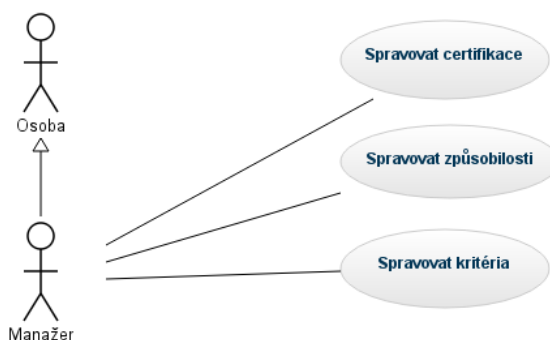 Spravovat certifikace
Osoba
Spravovat způsobilosti
Spravovat kritéria
Manažer